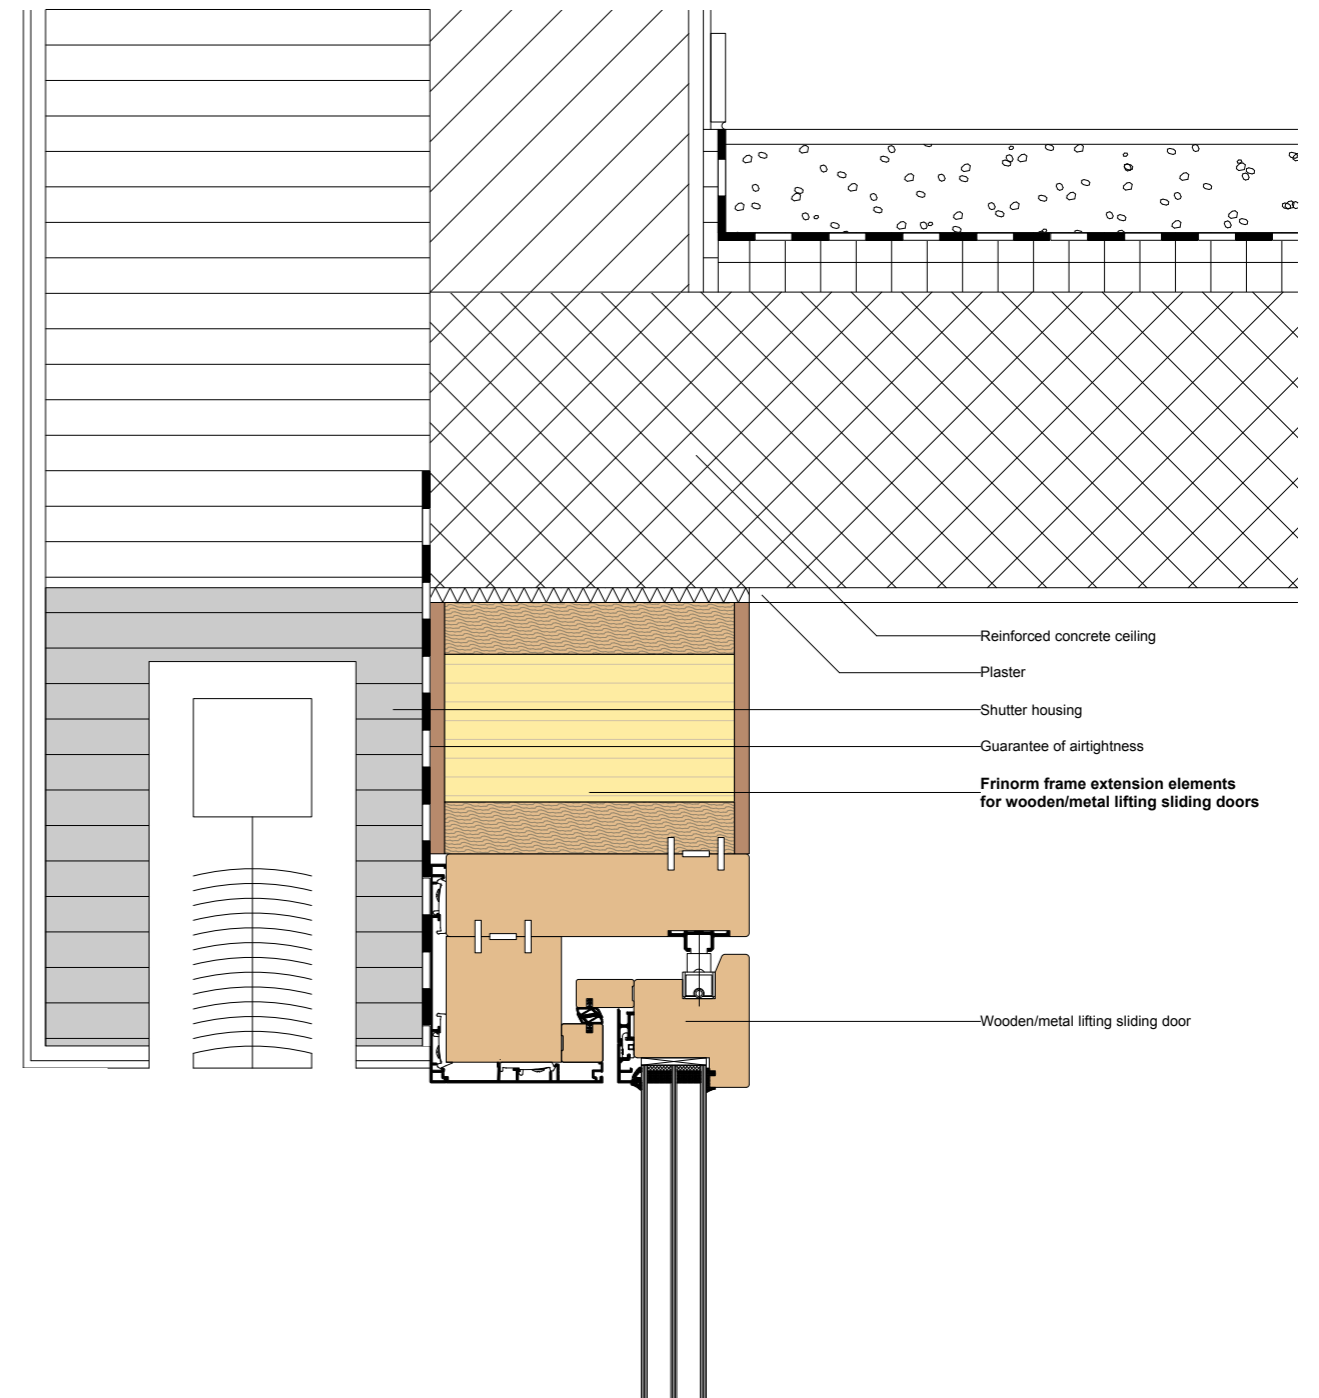 Reinforced concrete ceiling
Plaster
Shutter housing
Guarantee of airtightness
Frinorm frame extension elements
for wooden/metal lifting sliding doors
Wooden/metal lifting sliding door